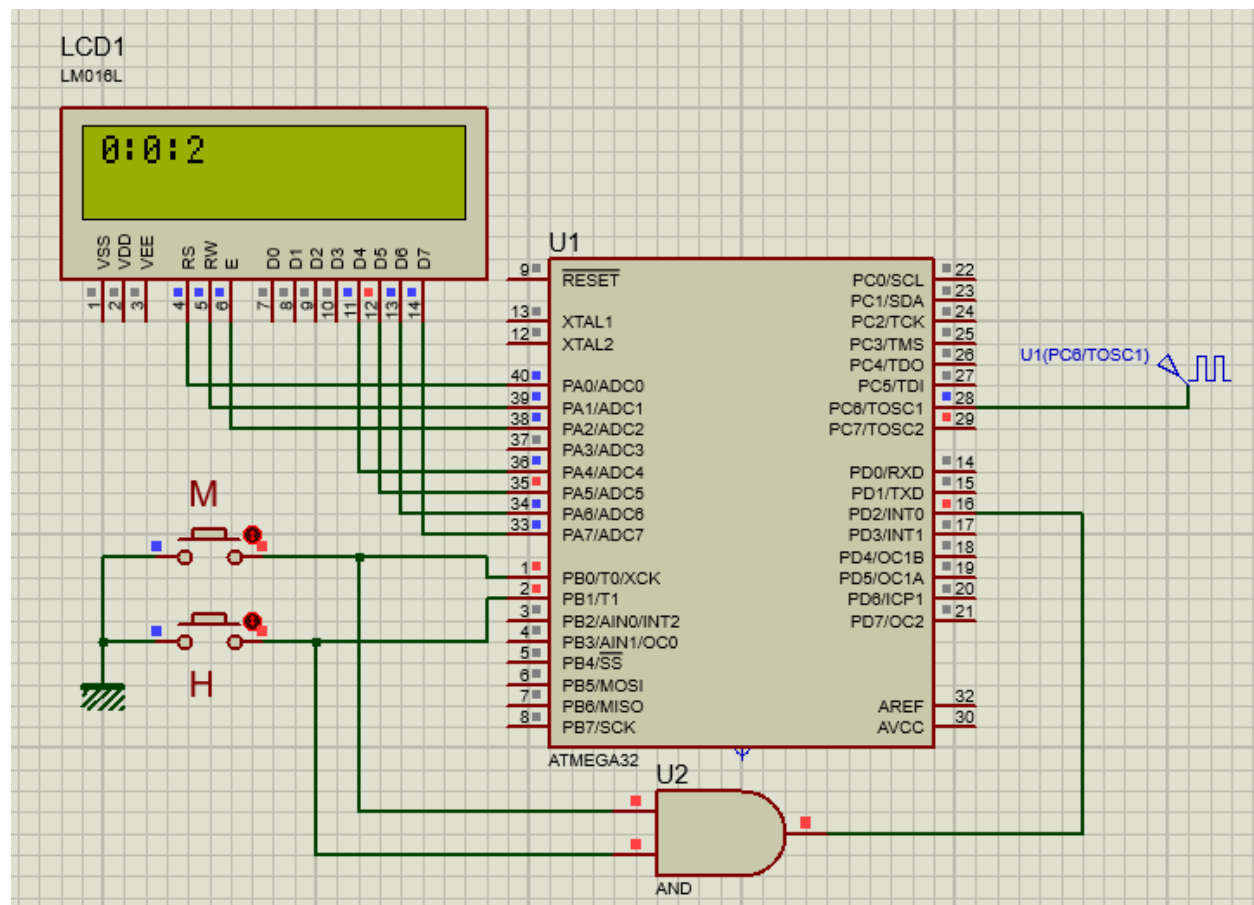 LCD1
LM016L
0:0:2
VSS
VDD
VEE
RS
RW
E
D0
D1
D2
D3
D4
D5
D6
D7
1
2
3
4
5
6
7
8
9
10
11
12
13
14
U1
9 RESET
13 XTAL1
12 XTAL2
40 PA0/ADC0
39 PA1/ADC1
38 PA2/ADC2
37 PA3/ADC3
36 PA4/ADC4
35 PA5/ADC5
34 PA6/ADC6
33 PA7/ADC7
1 PB0/T0/XCK
2 PB1/T1
3 PB2/AIN0/INT2
4 PB3/AIN1/OC0
5 PB4/SS
6 PB5/MOSI
7 PB6/MISO
8 PB7/SCK
PC0/SCL 22
PC1/SDA 23
PC2/TCK 24
PC3/TMS 25
PC4/TDO 26
PC5/TDI 27
PC6/TOSC1 28
PC7/TOSC2 29
PD0/RXD 14
PD1/TXD 15
PD2/INT0 16
PD3/INT1 17
PD4/OC1B 18
PD5/OC1A 19
PD6/ICP1 20
PD7/OC2 21
AREF 32
AVCC 30
ATMEGA32
U1(PC6/TOSC1)
M
H
U2
AND